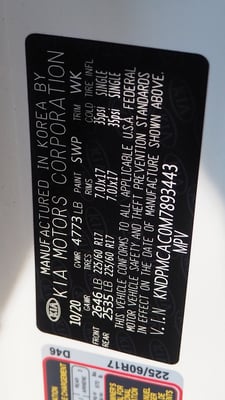 MANUFACTURED IN KOREA BY
KIA MOTORS CORPORATION
10/20 GVWR 4773 LB PAINT SWP TRIM WK
GAWR TIRES RIMS COLD TIRE INFL
FRONT 2646 LB 225/60 R17 7.0Jx17 35psi SINGLE
REAR 2535 LB 225/60 R17 7.0Jx17 35psi SINGLE
THIS VEHICLE CONFORMS TO ALL APPLICABLE U.S.A. FEDERAL
MOTOR VEHICLE SAFETY AND THEFT PREVENTION STANDARDS
IN EFFECT ON THE DATE OF MANUFACTURE SHOWN ABOVE.
V.I.N KNDPMCAC0M7893443
MPV
KIA
225/60R17
D46